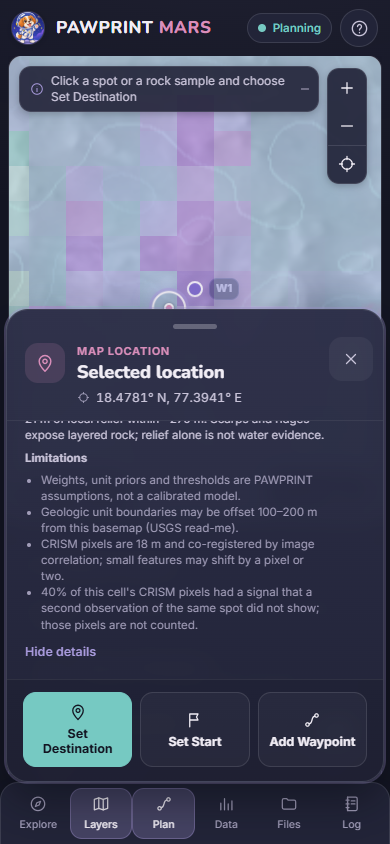 PAWPRINT MARS
Planning
Click a spot or a rock sample and choose
Set Destination
W1
MAP LOCATION
Selected location
18.4781° N, 77.3941° E
expose layered rock; relief alone is not water evidence.
Limitations
• Weights, unit priors and thresholds are PAWPRINT
assumptions, not a calibrated model.
• Geologic unit boundaries may be offset 100–200 m
from this basemap (USGS read-me).
• CRISM pixels are 18 m and co-registered by image
correlation; small features may shift by a pixel or
two.
• 40% of this cell's CRISM pixels had a signal that a
second observation of the same spot did not show;
those pixels are not counted.
Hide details
Set
Destination
Set Start
Add Waypoint
Explore
Layers
Plan
Data
Files
Log